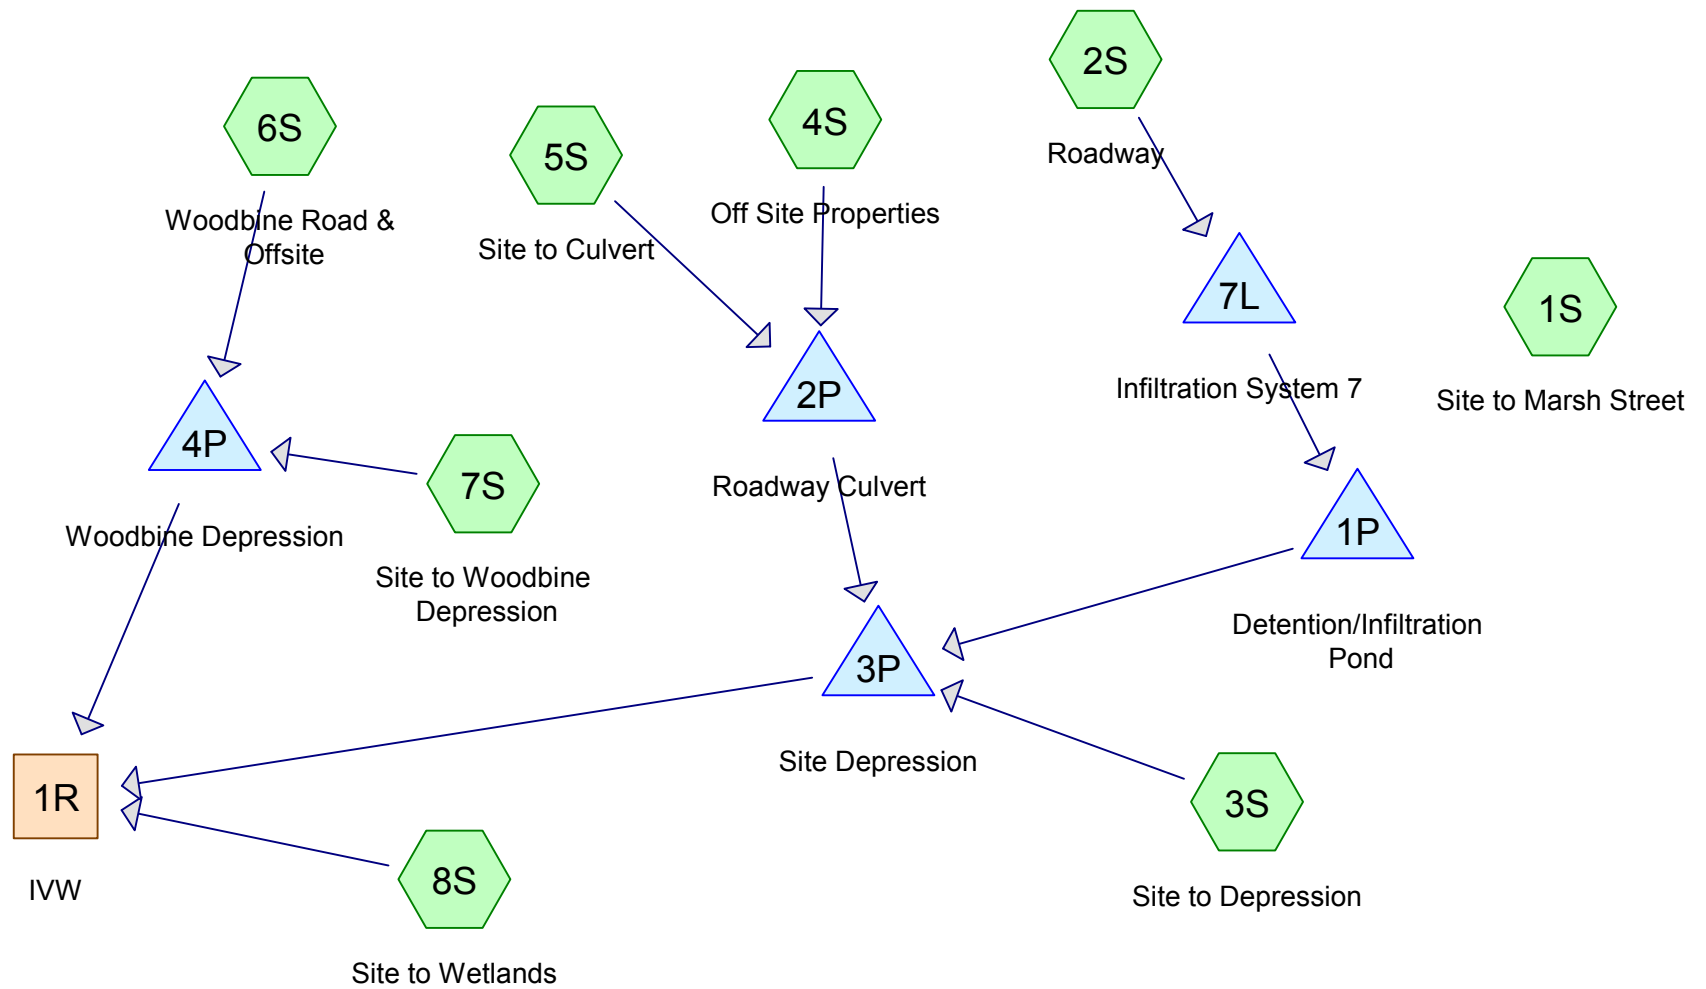 2S
Roadway
6S
Woodbine Road &
Offsite
5S
Site to Culvert
4S
Off Site Properties
7L
Infiltration System 7
1S
Site to Marsh Street
2P
Roadway Culvert
4P
Woodbine Depression
7S
Site to Woodbine
Depression
1P
Detention/Infiltration
Pond
3P
Site Depression
1R
IVW
3S
Site to Depression
8S
Site to Wetlands